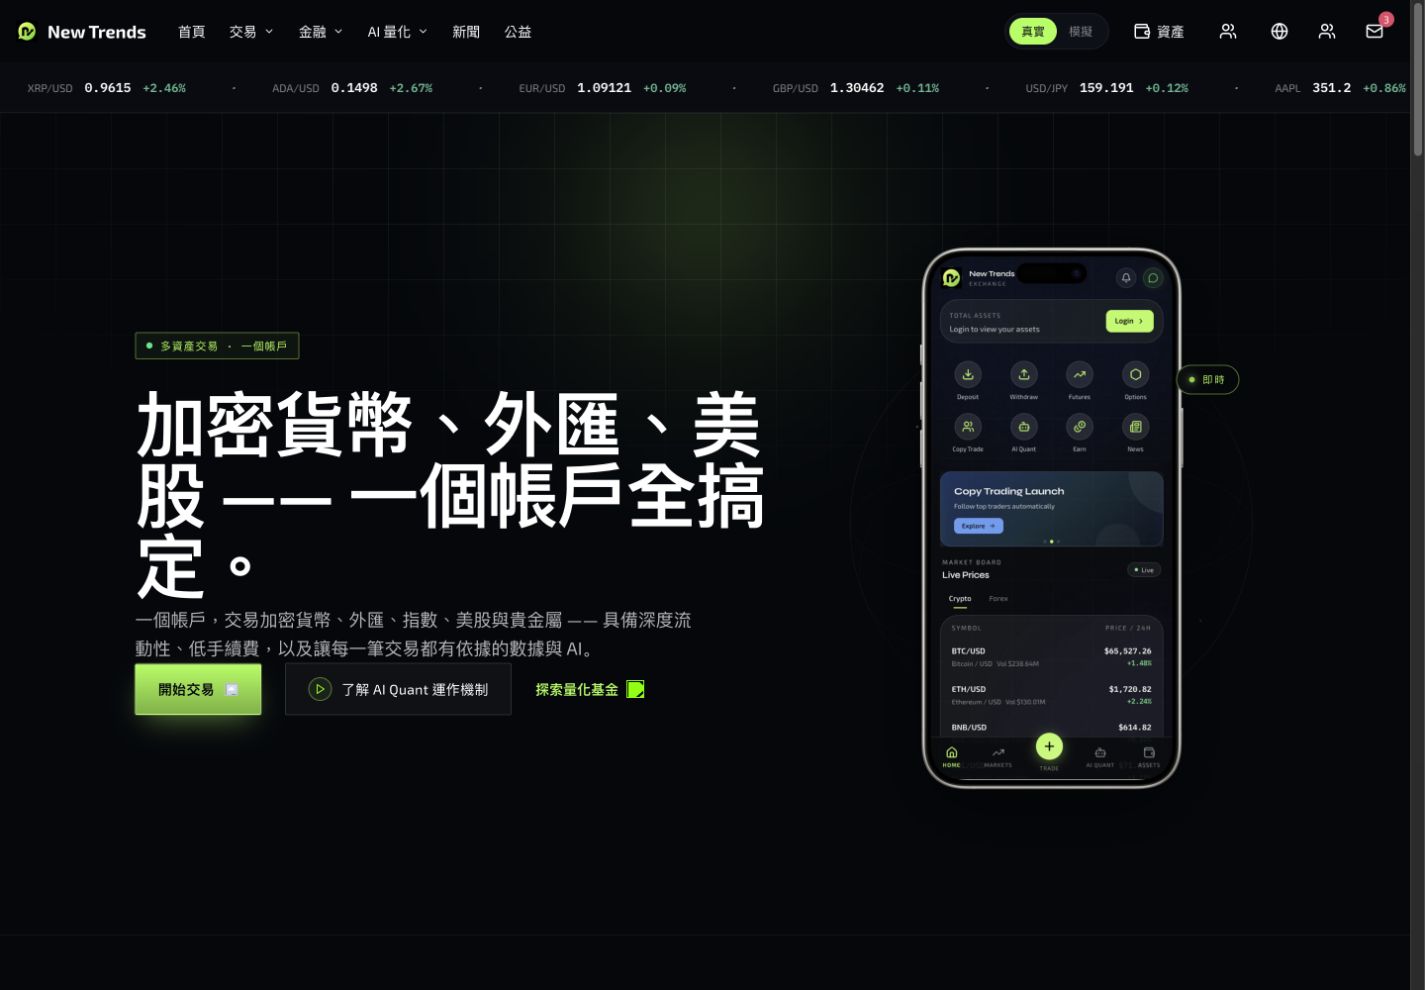 New Trends 首頁 交易 金融 AI 量化 新聞 公益 真實 模擬 資產 3
XRP/USD 0.9615 +2.46% · ADA/USD 0.1498 +2.67% · EUR/USD 1.09121 +0.09% · GBP/USD 1.30462 +0.11% · USD/JPY 159.191 +0.12% · AAPL 351.2 +0.86%
多資產交易 · 一個帳戶
加密貨幣、外匯、美
股 —— 一個帳戶全搞
定。
一個帳戶，交易加密貨幣、外匯、指數、美股與貴金屬 —— 具備深度流
動性、低手續費，以及讓每一筆交易都有依據的數據與 AI。
開始交易 了解 AI Quant 運作機制 探索量化基金
New Trends
EXCHANGE
TOTAL ASSETS
Login to view your assets
Login
即時
Deposit Withdraw Futures Options
Copy Trade AI Quant Earn News
Copy Trading Launch
Follow top traders automatically
Explore
MARKET BOARD
Live Prices
Live
Crypto Forex
SYMBOL PRICE / 24H
BTC/USD $65,527.26
Bitcoin / USD Vol $238.64M +1.48%
ETH/USD $1,720.82
Ethereum / USD Vol $130.01M +2.24%
BNB/USD $614.82
HOME MARKETS TRADE AI QUANT ASSETS